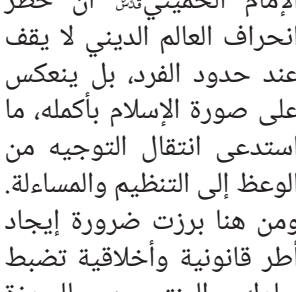 الإمام الخميني قدّس أن خطر
انحراف العالم الديني لا يقف
عند حدود الفرد، بل ينعكس
على صورة الإسلام بأكمله، ما
استدعى انتقال التوجيه من
الوعظ إلى التنظيم والمساءلة.
ومن هنا برزت ضرورة إيجاد
أطر قانونية وأخلاقية تضبط